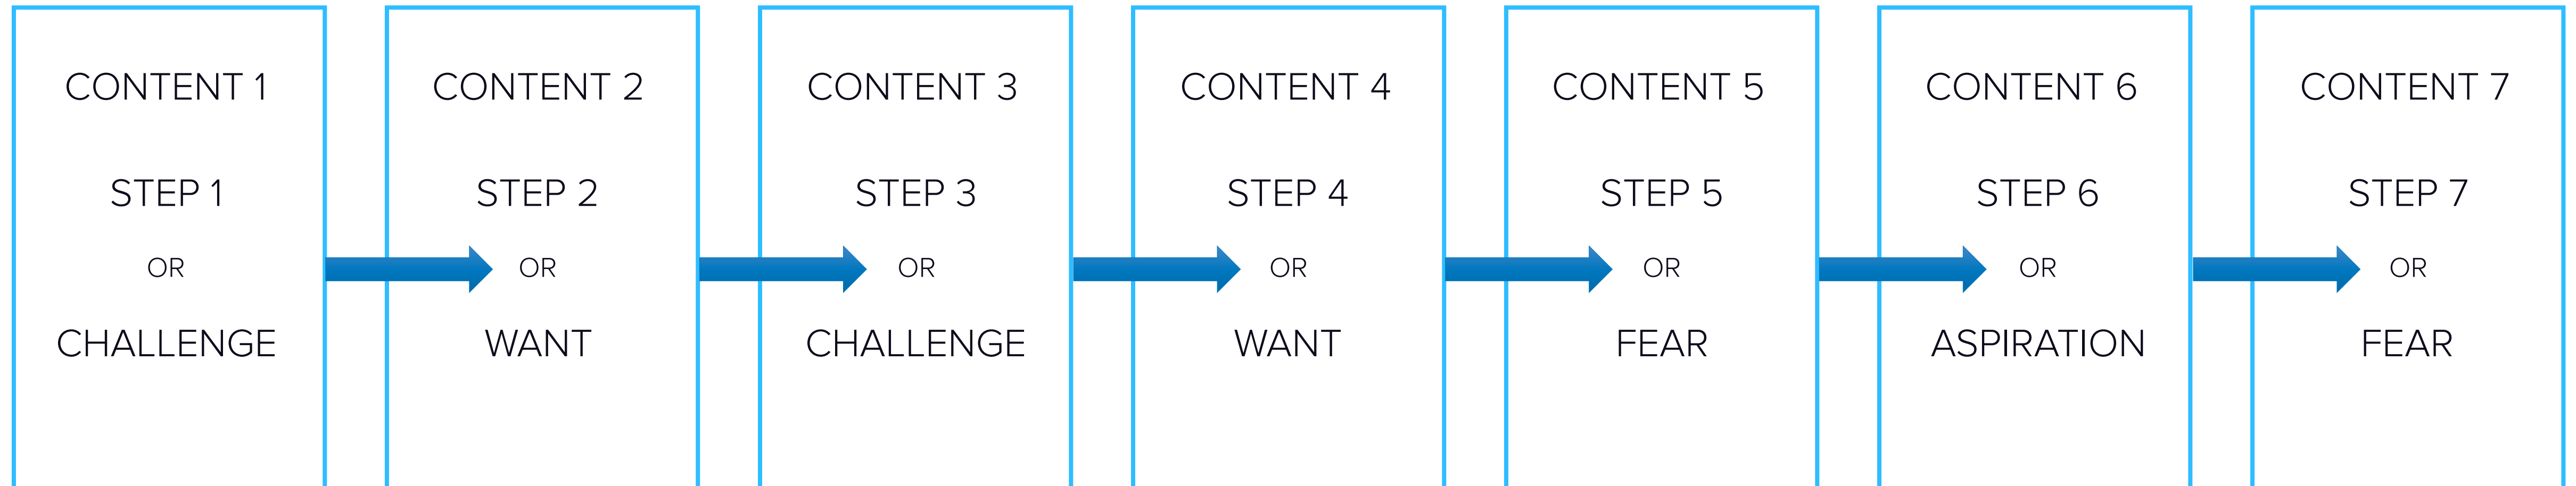 CONTENT 1
STEP 1
OR
CHALLENGE
CONTENT 2
STEP 2
OR
WANT
CONTENT 3
STEP 3
OR
CHALLENGE
CONTENT 4
STEP 4
OR
WANT
CONTENT 5
STEP 5
OR
FEAR
CONTENT 6
STEP 6
OR
ASPIRATION
CONTENT 7
STEP 7
OR
FEAR